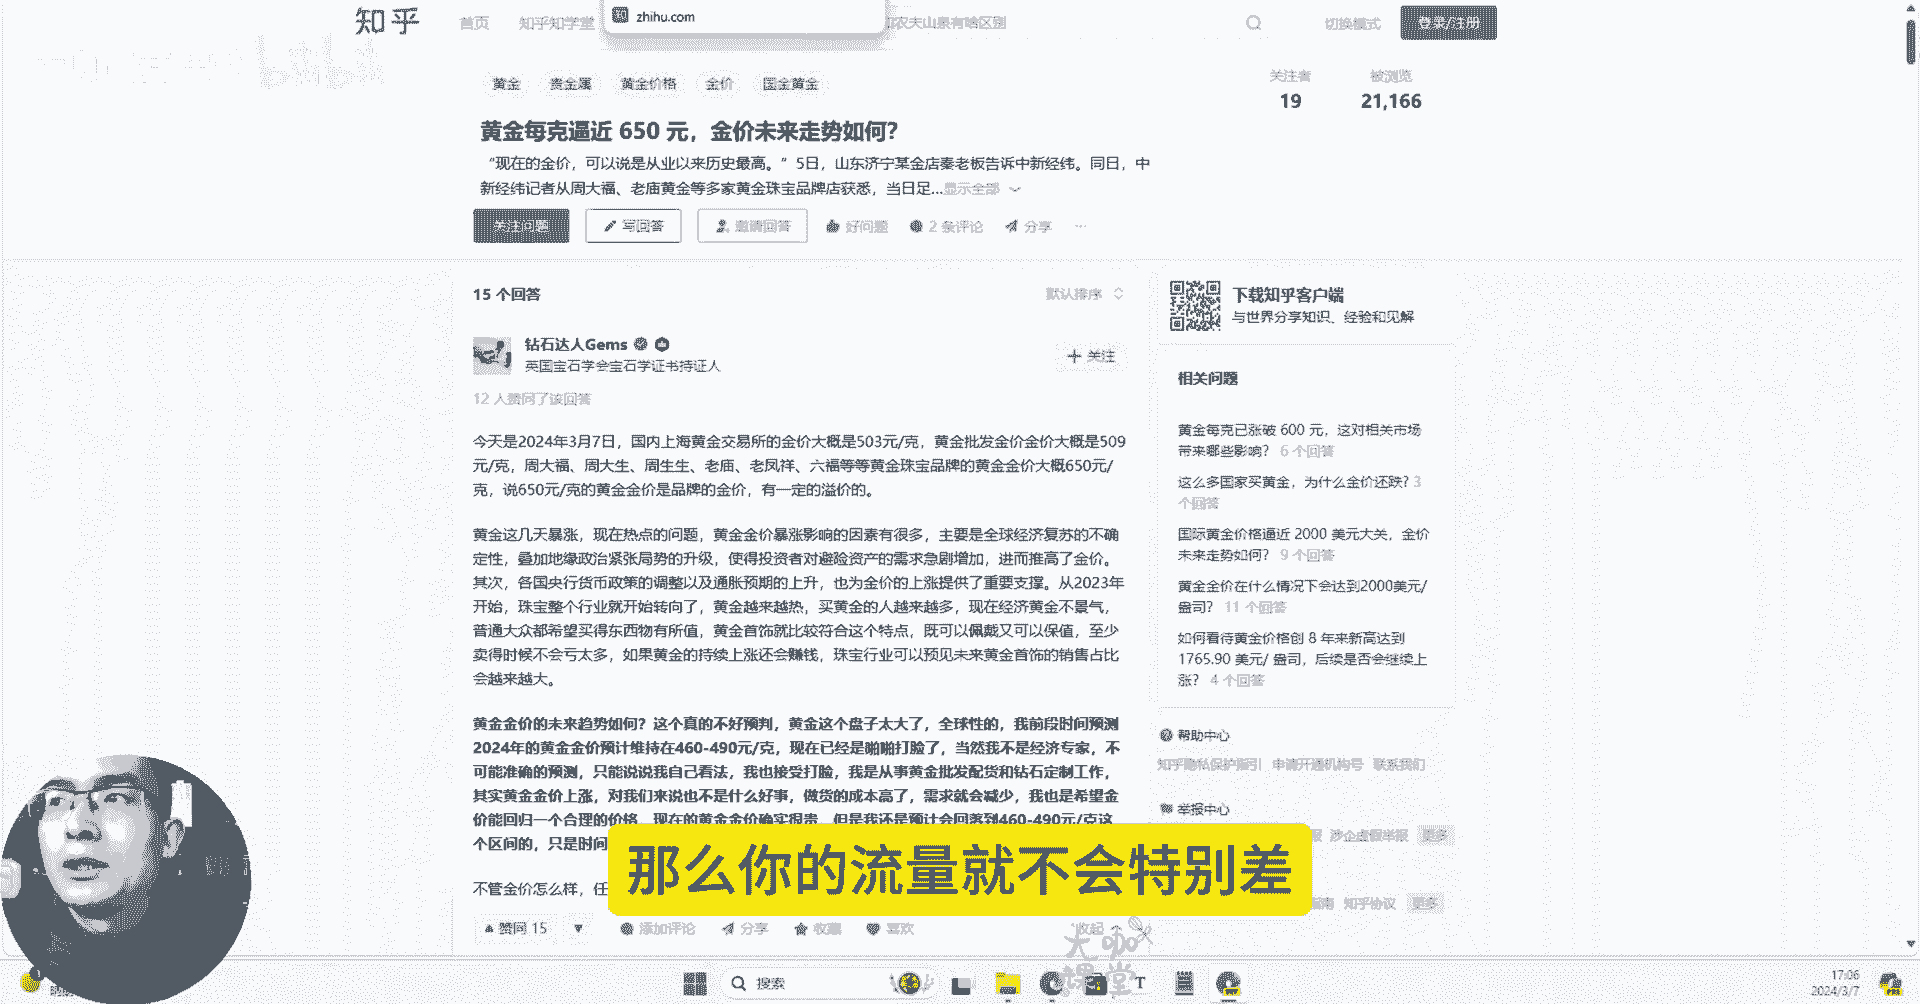 知乎
首页
知乎知学堂
zhihu.com
农夫山泉有啥区别
切换模式
登录/注册
bilibili
黄金
贵金属
黄金价格
金价
国金黄金
关注者
19
被浏览
21,166
黄金每克逼近 650 元，金价未来走势如何？
“现在的金价，可以说是从业以来历史最高。”5日，山东济宁某金店秦老板告诉中新经纬。同日，中
新经纬记者从周大福、老庙黄金等多家黄金珠宝品牌店获悉，当日足...显示全部
关注问题
写回答
邀请回答
好问题
2 条评论
分享
15 个回答
默认排序
钻石达人Gems
英国宝石学会宝石学证书持证人
关注
12 人赞同了该回答
今天是2024年3月7日，国内上海黄金交易所的金价大概是503元/克，黄金批发金价金价大概是509
元/克，周大福、周大生、周生生、老庙、老凤祥、六福等等黄金珠宝品牌的黄金金价大概650元/
克，说650元/克的黄金金价是品牌的金价，有一定的溢价的。
黄金这几天暴涨，现在热点的问题，黄金金价暴涨影响的因素有很多，主要是全球经济复苏的不确
定性，叠加地缘政治紧张局势的升级，使得投资者对避险资产的需求急剧增加，进而推高了金价。
其次，各国央行货币政策的调整以及通胀预期的上升，也为金价的上涨提供了重要支撑。从2023年
开始，珠宝整个行业就开始转向了，黄金越来越热，买黄金的人越来越多，现在经济黄金不景气，
普通大众都希望买得东西物有所值，黄金首饰就比较符合这个特点，既可以佩戴又可以保值，至少
卖得时候不会亏太多，如果黄金的持续上涨还会赚钱，珠宝行业可以预见未来黄金首饰的销售占比
会越来越大。
黄金金价的未来趋势如何？这个真的不好预判，黄金这个盘子太大了，全球性的，我前段时间预测
2024年的黄金金价预计维持在460-490元/克，现在已经是啪啪打脸了，当然我不是经济专家，不
可能准确的预测，只能说说我自己看法，我也接受打脸，我是从事黄金批发配货和钻石定制工作，
其实黄金金价上涨，对我们来说也不是什么好事，做货的成本高了，需求就会减少，我也是希望金
价能回归一个合理的价格，现在的黄金金价确实很贵，但是我还是预计会回落到460-490元/克这
个区间的，只是时间
不管金价怎么样，任
赞同 15
添加评论
分享
收藏
喜欢
收起
下载知乎客户端
与世界分享知识、经验和见解
相关问题
黄金每克已涨破 600 元，这对相关市场
带来哪些影响？ 6 个回答
这么多国家买黄金，为什么金价还跌? 3
个回答
国际黄金价格逼近 2000 美元大关，金价
未来走势如何？ 9 个回答
黄金金价在什么情况下会达到2000美元/
盎司？ 11 个回答
如何看待黄金价格创 8 年来新高达到
1765.90 美元/ 盎司，后续是否会继续上
涨？ 4 个回答
帮助中心
知乎隐私保护指引 申请开通机构号 联系我们
举报中心
涉企虚假举报 更多
知乎协议 更多
那么你的流量就不会特别差
大咖
课堂
搜索
17:06
2024/3/7